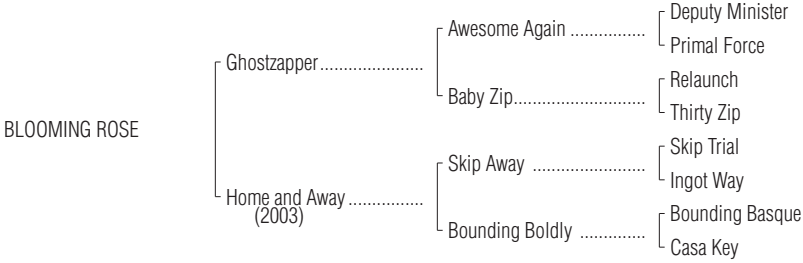 Deputy Minister
Awesome Again ................
Primal Force
Ghostzapper......................
Relaunch
Baby Zip............................
Thirty Zip
BLOOMING ROSE
Skip Trial
Skip Away ........................
Ingot Way
Home and Away ................
(2003)
Bounding Basque
Bounding Boldly ..............
Casa Key